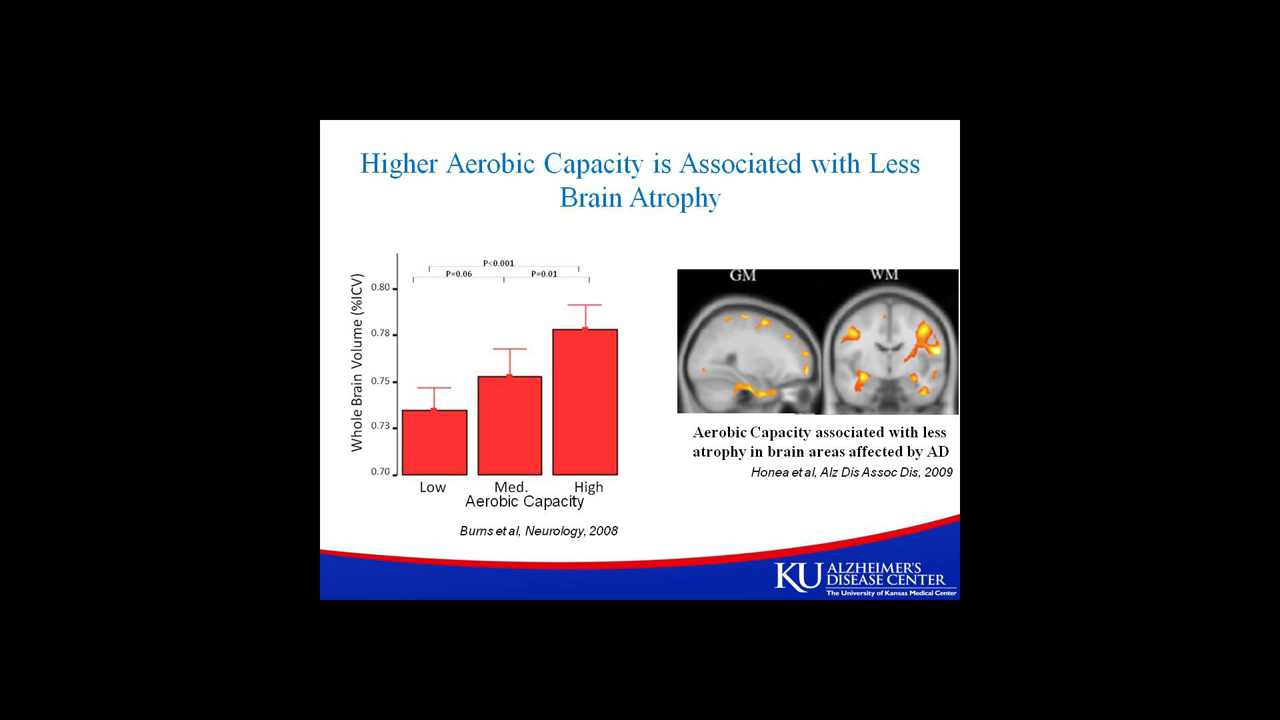 Higher Aerobic Capacity is Associated with Less
Brain Atrophy
Whole Brain Volume (%ICV)
P<0.001
P=0.06
P=0.01
0.80
0.78
0.75
0.73
0.70
Low
Med.
High
Aerobic Capacity
Burns et al, Neurology, 2008
GM
WM
Aerobic Capacity associated with less
atrophy in brain areas affected by AD
Honea et al, Alz Dis Assoc Dis, 2009
KU
ALZHEIMER'S
DISEASE CENTER
The University of Kansas Medical Center